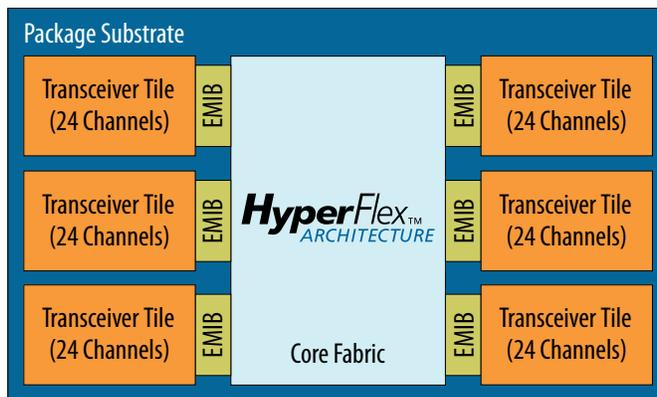 Package Substrate
Transceiver Tile
(24 Channels)
EMIB
EMIB
Transceiver Tile
(24 Channels)
Transceiver Tile
(24 Channels)
EMIB
HyperFlex™
ARCHITECTURE
EMIB
Transceiver Tile
(24 Channels)
Transceiver Tile
(24 Channels)
EMIB
Core Fabric
EMIB
Transceiver Tile
(24 Channels)